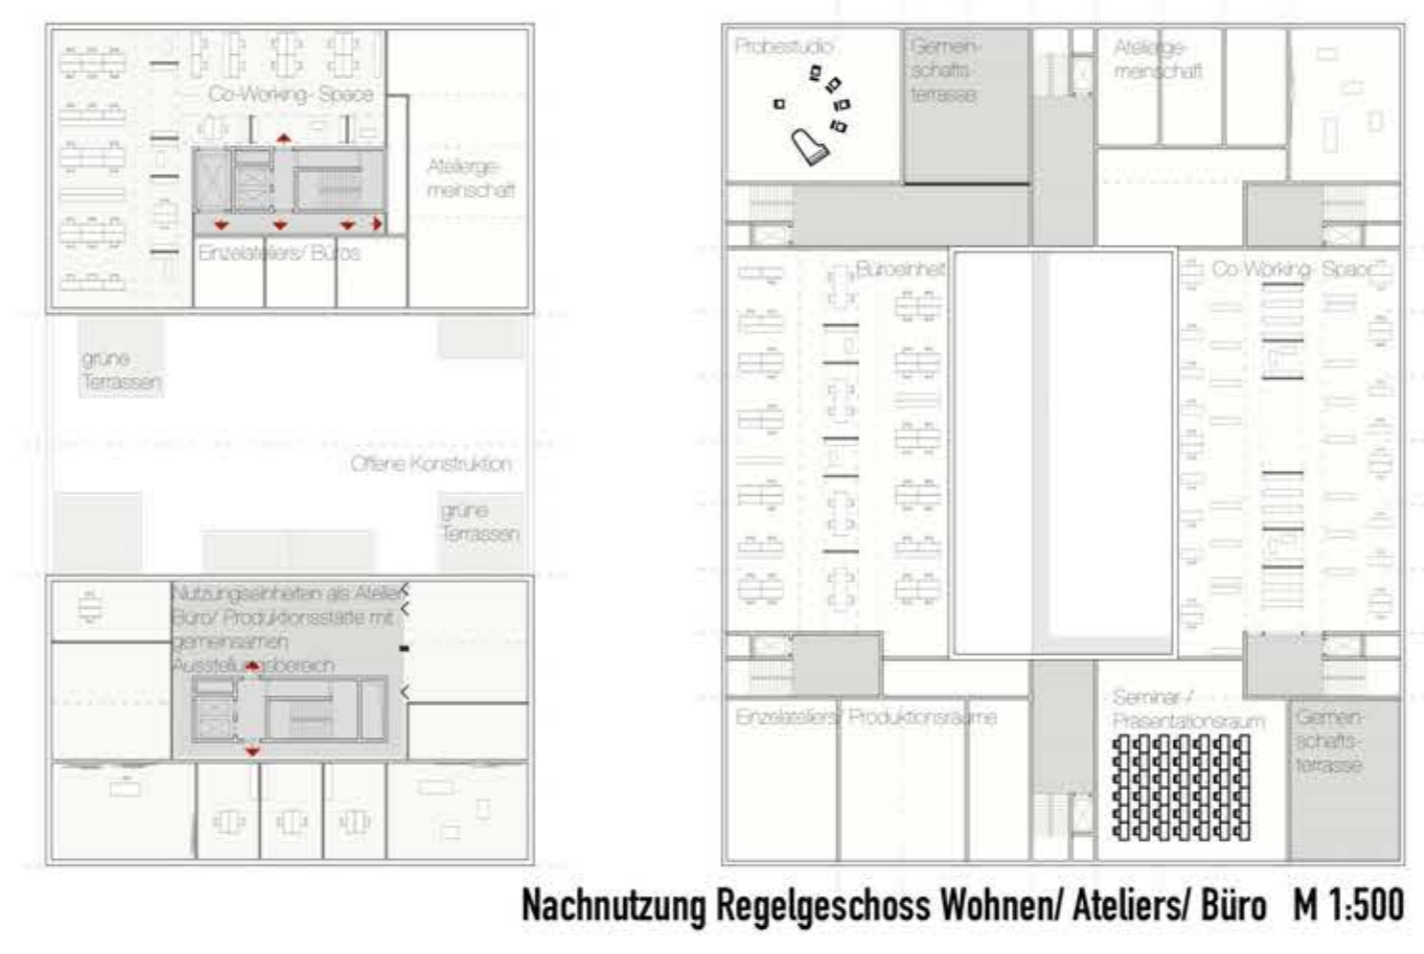 Co-Working- Space
Atelierge-
meinschaft
Einzelateliers/ Büros
grüne
Terrassen
Offene Konstruktion
grüne
Terrassen
Nutzungseinheiten als Atelier/
Büro/ Produktionsstätte mit
gemeinsamen
Ausstellungsbereich
Probestudio
Gemein-
schafts-
terrasse
Atelierge-
meinschaft
Büroeinheit
Co-Working- Space
Einzelateliers/ Produktionsräume
Seminar-/
Präsentationsraum
Gemein-
schafts-
terrasse
Nachnutzung Regelgeschoss Wohnen/ Ateliers/ Büro M 1:500